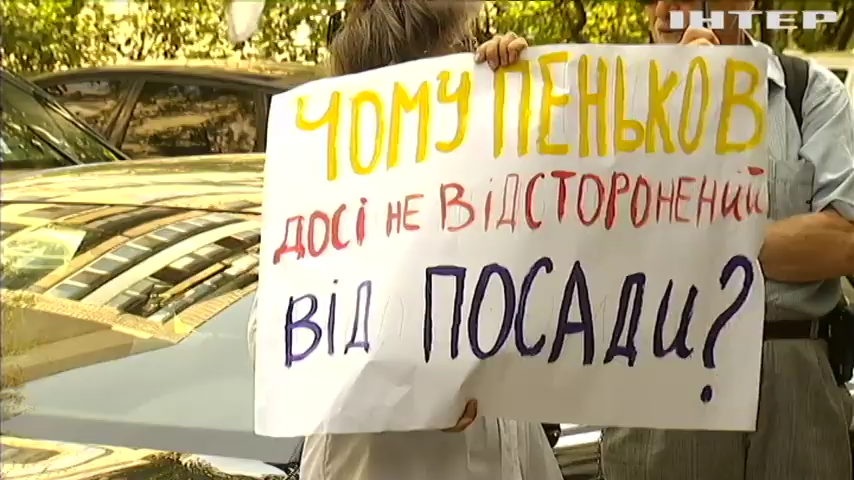 ІНТЕР
ЧОМУ ПЕНЬКОВ
ДОСІ НЕ ВІДСТОРОНЕНИЙ
ВІД ПОСАДИ?